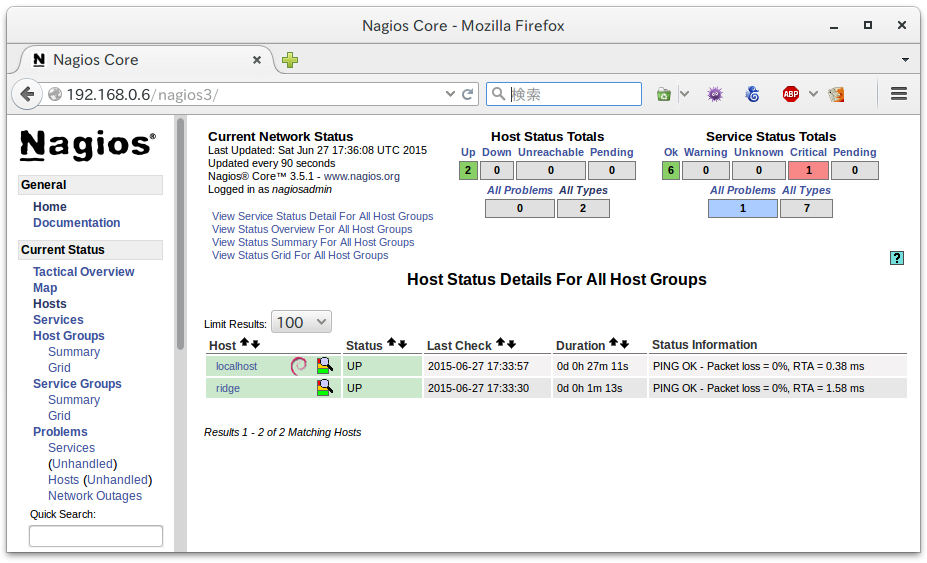 Nagios Core - Mozilla Firefox
Nagios Core
192.168.0.6/nagios3/
検索
ABP
Nagios®
General
Home
Documentation
Current Status
Tactical Overview
Map
Hosts
Services
Host Groups
Summary
Grid
Service Groups
Summary
Grid
Problems
Services
(Unhandled)
Hosts (Unhandled)
Network Outages
Quick Search:
Current Network Status
Last Updated: Sat Jun 27 17:36:08 UTC 2015
Updated every 90 seconds
Nagios® Core™ 3.5.1 - www.nagios.org
Logged in as nagiosadmin
View Service Status Detail For All Host Groups
View Status Overview For All Host Groups
View Status Summary For All Host Groups
View Status Grid For All Host Groups
Host Status Totals
Up Down Unreachable Pending
2 0 0 0
All Problems All Types
0 2
Service Status Totals
Ok Warning Unknown Critical Pending
6 0 0 1 0
All Problems All Types
1 7
?
Host Status Details For All Host Groups
Limit Results: 100
Host Status Last Check Duration Status Information
localhost UP 2015-06-27 17:33:57 0d 0h 27m 11s PING OK - Packet loss = 0%, RTA = 0.38 ms
ridge UP 2015-06-27 17:33:30 0d 0h 1m 13s PING OK - Packet loss = 0%, RTA = 1.58 ms
Results 1 - 2 of 2 Matching Hosts